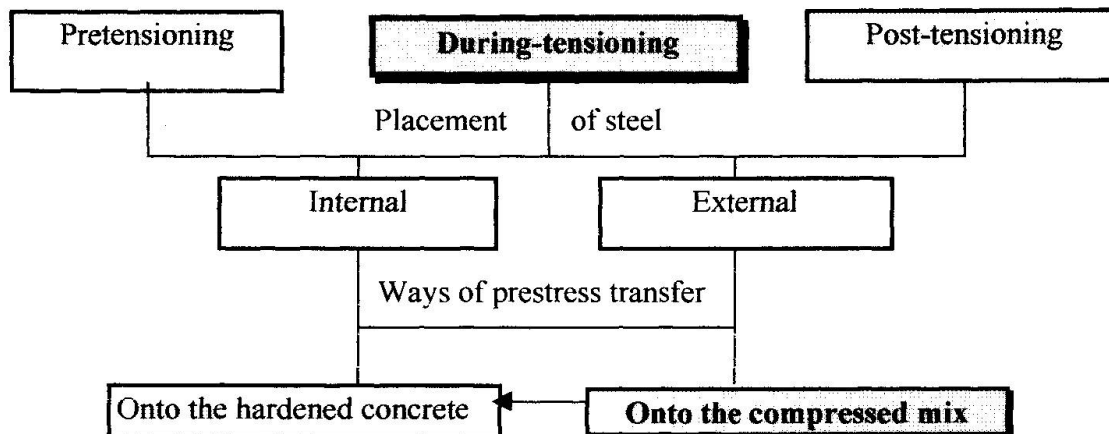 Pretensioning
During-tensioning
Post-tensioning
Placement of steel
Internal
External
Ways of prestress transfer
Onto the hardened concrete
Onto the compressed mix